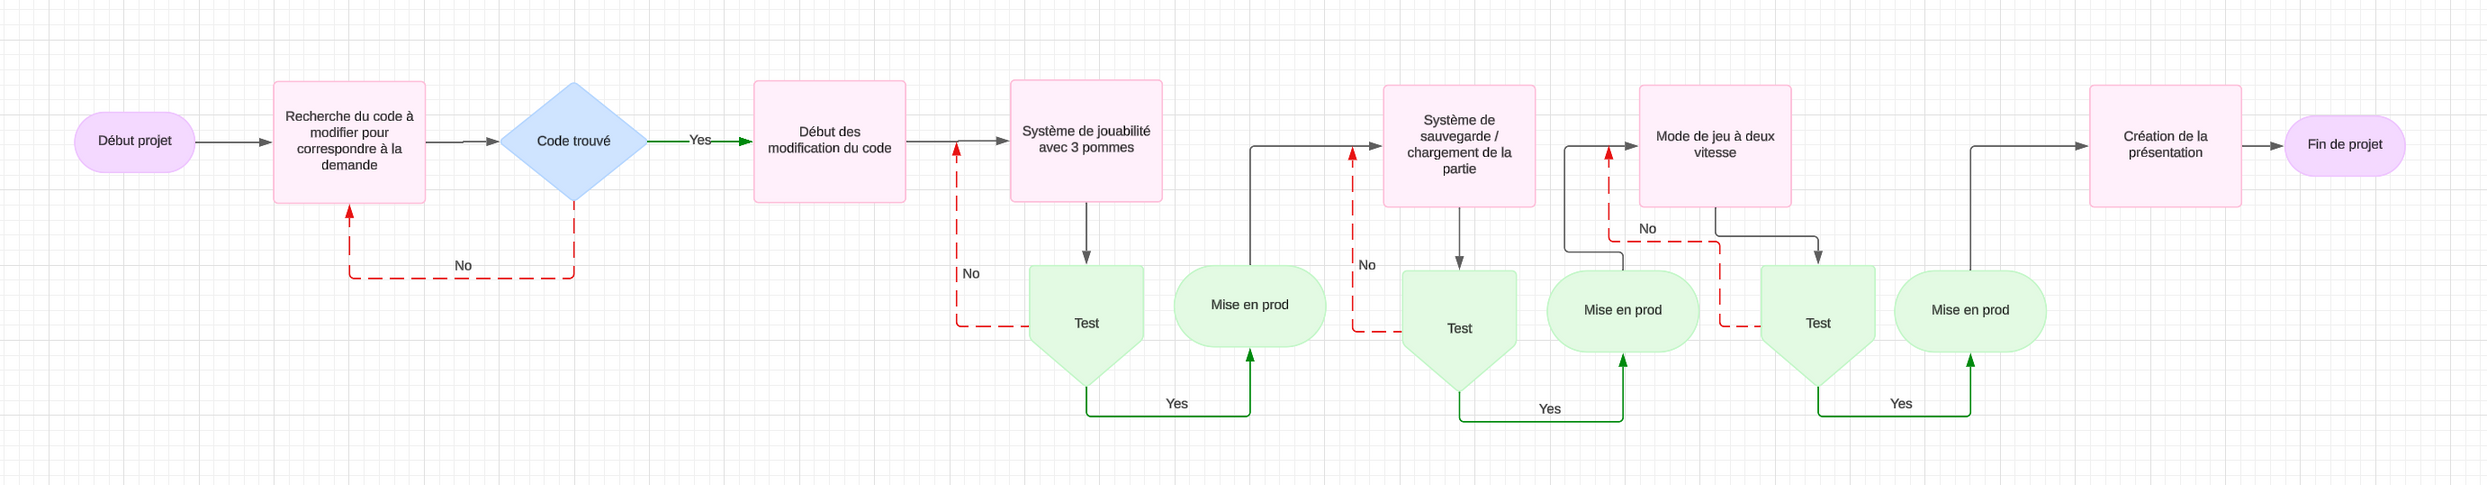 Début projet
Recherche du code à
modifier pour
correspondre à la
demande
Code trouvé
Yes
No
Début des
modification du code
Système de jouabilité
avec 3 pommes
No
Test
Yes
Mise en prod
Système de
sauvegarde /
chargement de la
partie
No
Test
Yes
Mise en prod
Mode de jeu à deux
vitesse
No
Test
Yes
Mise en prod
Création de la
présentation
Fin de projet